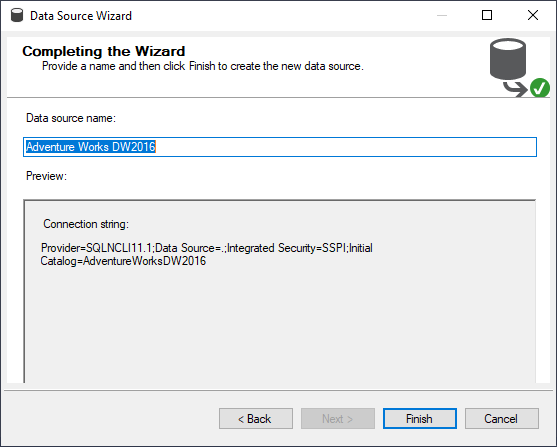 Data Source Wizard
Completing the Wizard
Provide a name and then click Finish to create the new data source.
Data source name:
Adventure Works DW2016
Preview:
Connection string:
Provider=SQLNCLI11.1;Data Source=.;Integrated Security=SSPI;Initial
Catalog=AdventureWorksDW2016
< Back
Next >
Finish
Cancel